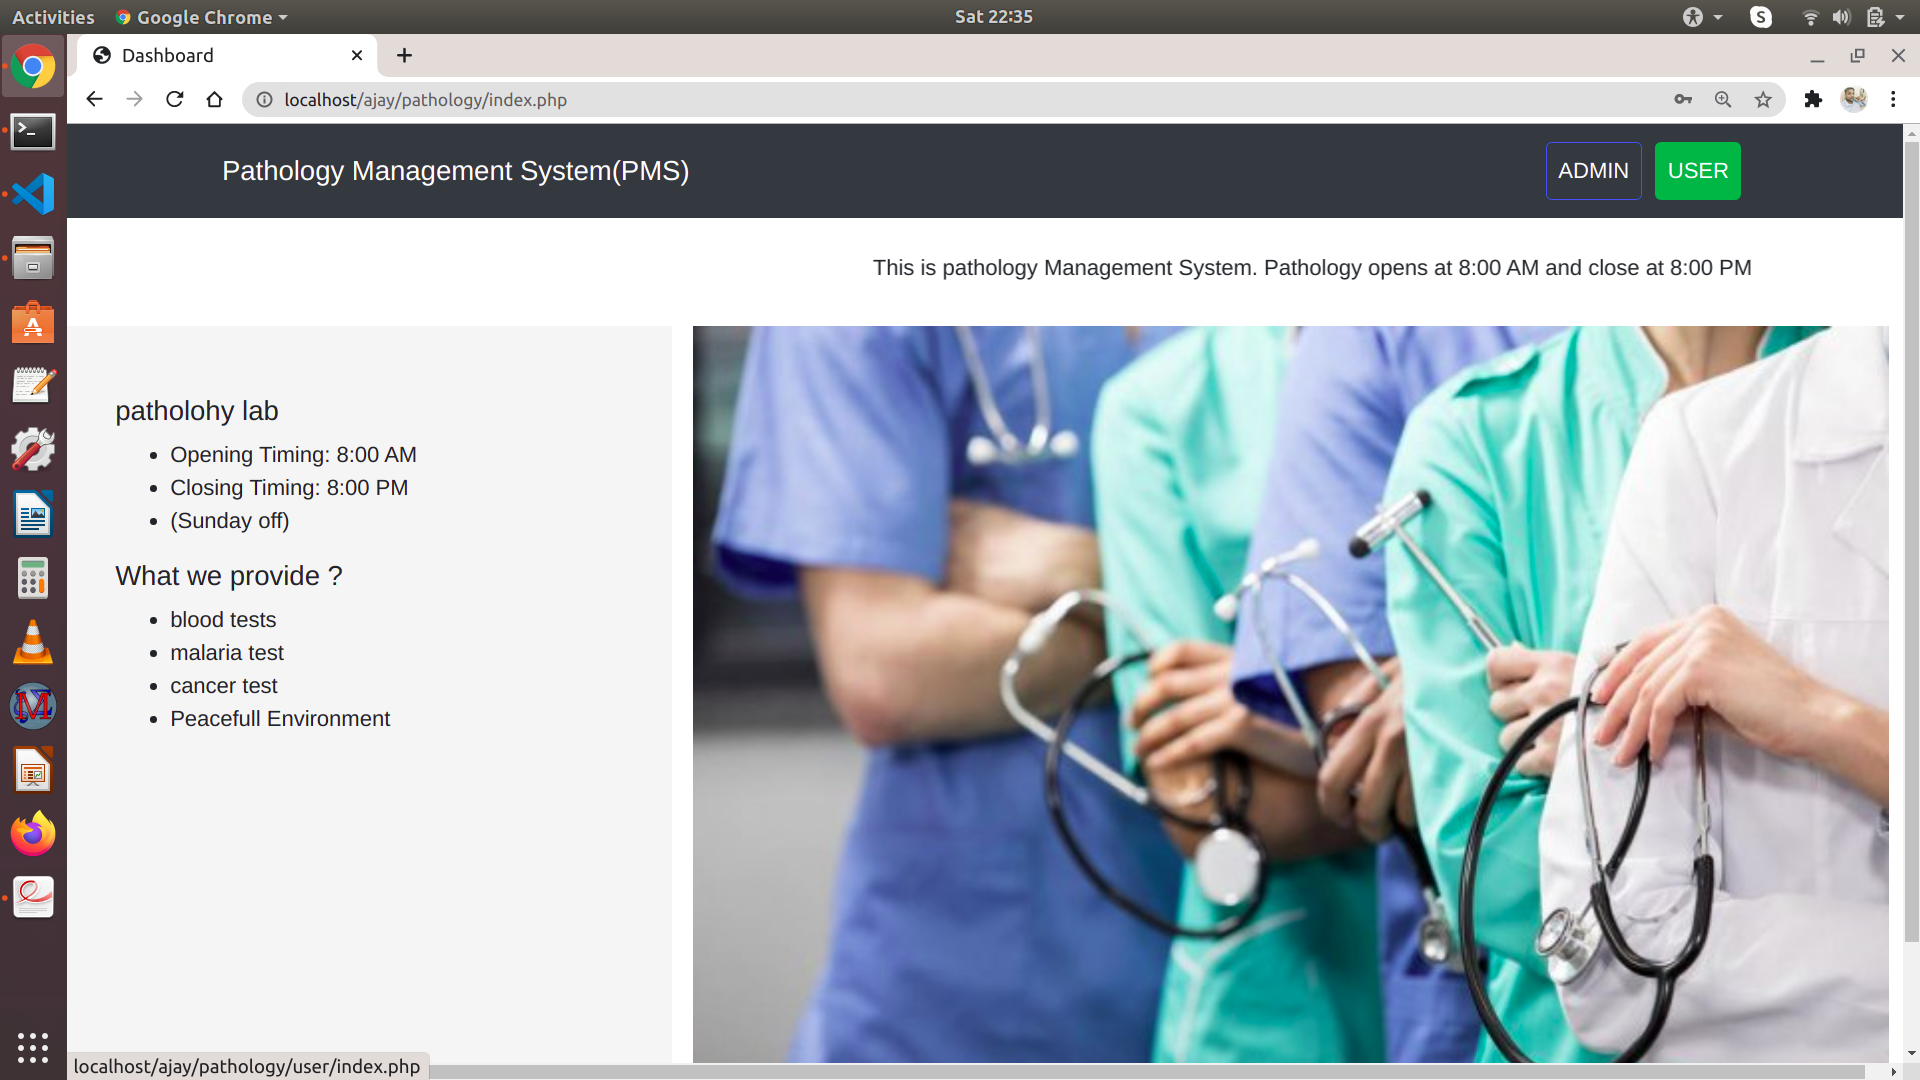 Activities
Google Chrome
Sat 22:35
Dashboard
localhost/ajay/pathology/index.php
Pathology Management System(PMS)
ADMIN
USER
This is pathology Management System. Pathology opens at 8:00 AM and close at 8:00 PM
patholohy lab
Opening Timing: 8:00 AM
Closing Timing: 8:00 PM
(Sunday off)
What we provide ?
blood tests
malaria test
cancer test
Peacefull Environment
localhost/ajay/pathology/user/index.php